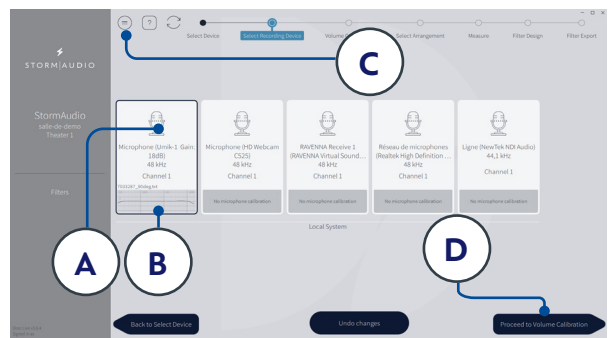 ?
Select Device
Select Recording Device
Select Arrangement
Measure
Filter Design
Filter Export
C
STORM|AUDIO
StormAudio
salle-de-demo
Theater 1
Filters
Microphone (Umik-1 Gain:
18dB)
48 kHz
Channel 1
Microphone (HD Webcam
C525)
48 kHz
Channel 1
No microphone calibration
RAVENNA Receive 1
(RAVENNA Virtual Sound...
48 kHz
Channel 1
No microphone calibration
Réseau de microphones
(Realtek High Definition ...
48 kHz
Channel 1
No microphone calibration
Ligne (NewTek NDI Audio)
44,1 kHz
Channel 1
No microphone calibration
Local System
A
B
D
Back to Select Device
Undo changes
Proceed to Volume Calibration